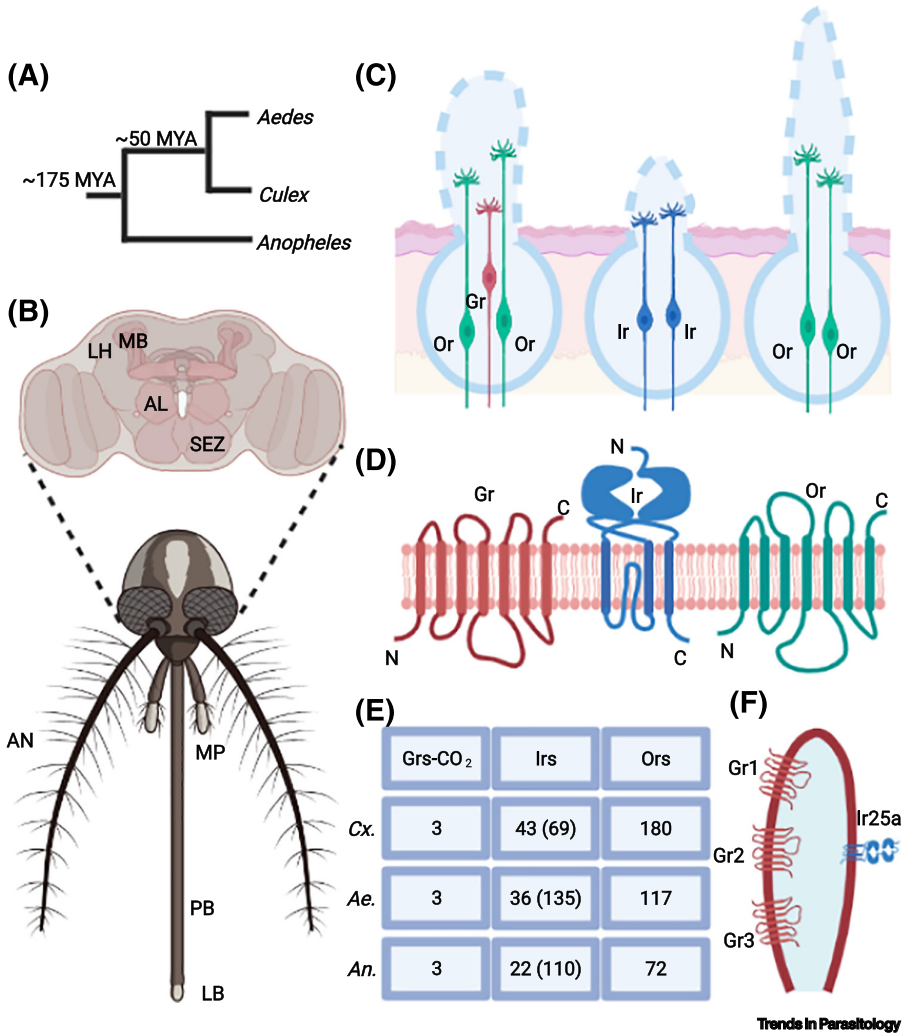 (A)
~50 MYA
~175 MYA
Aedes
Culex
Anopheles
(B)
LH
MB
AL
SEZ
AN
MP
PB
LB
(C)
Or
Gr
Or
Ir
Ir
Or
Or
(D)
Gr
C
N
N
Ir
C
Or
C
N
(E)
Grs-CO₂
Irs
Ors
Cx.
3
43 (69)
180
Ae.
3
36 (135)
117
An.
3
22 (110)
72
(F)
Gr1
Gr2
Gr3
Ir25a
Trends in Parasitology